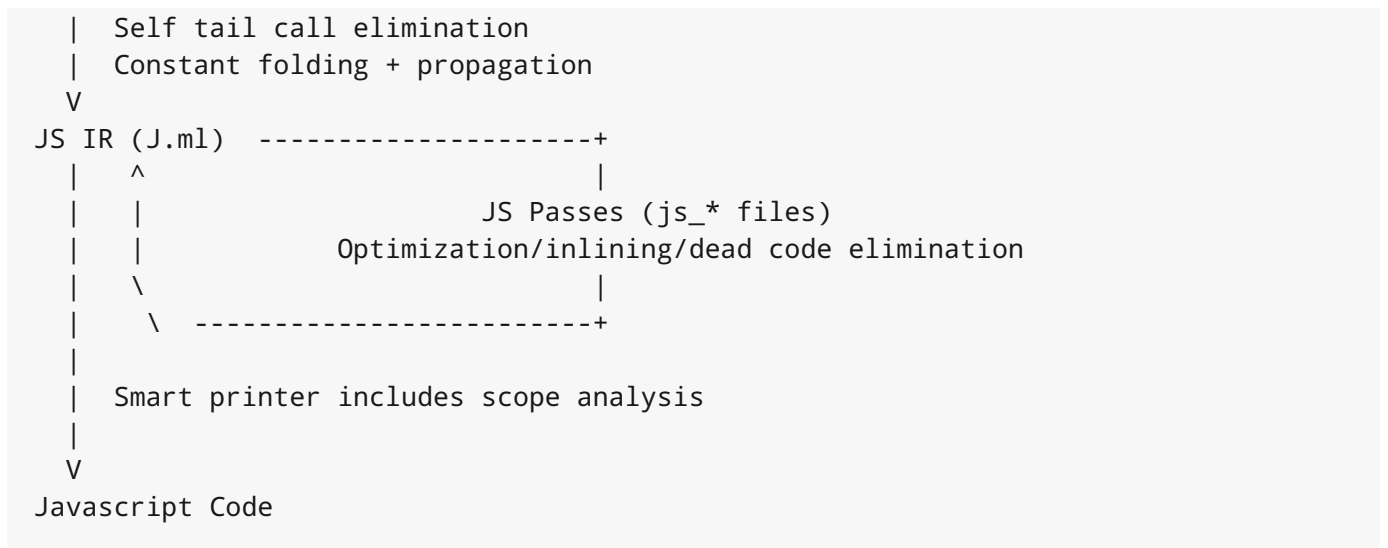 |  Self tail call elimination
  |  Constant folding + propagation
  V
JS IR (J.ml)  ---------------------+
  |   ^                            |
  |   |                     JS Passes (js_* files)
  |   |            Optimization/inlining/dead code elimination
  |   \                            |
  |    \  -------------------------+
  |
  |  Smart printer includes scope analysis
  |
  V
Javascript Code